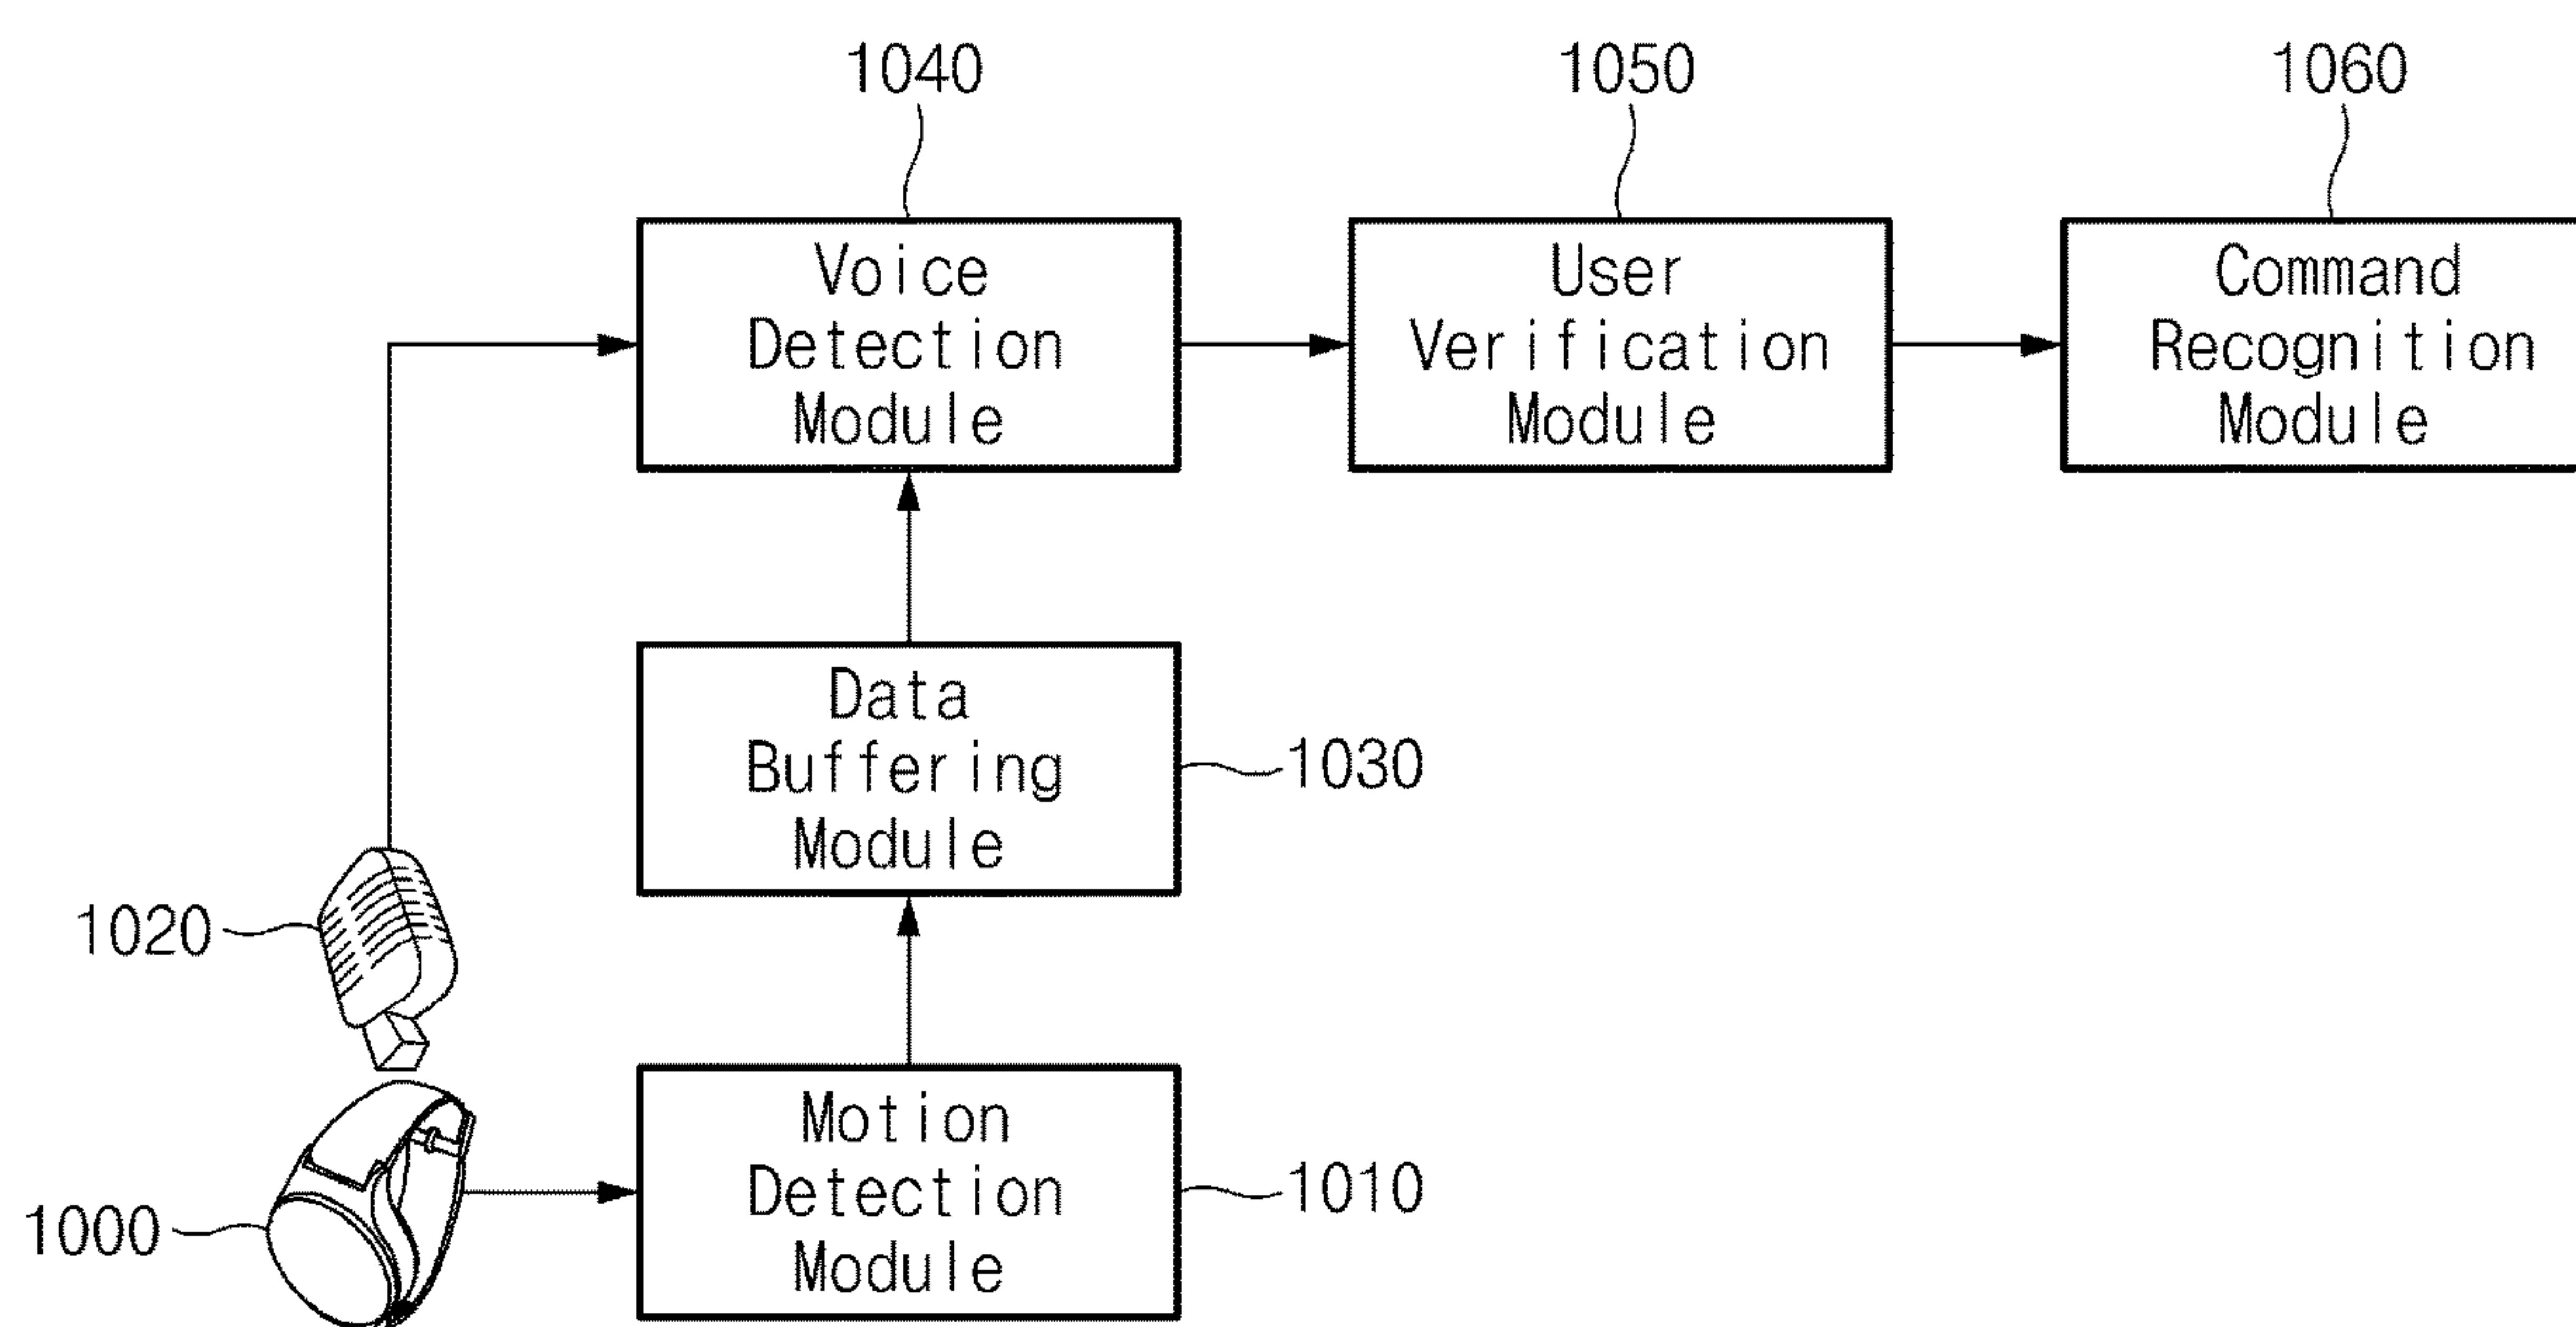 1040
1050
1060
Voice
Detection
Module
User
Verification
Module
Command
Recognition
Module
Data
Buffering
Module
1030
1020
Motion
Detection
Module
1010
1000